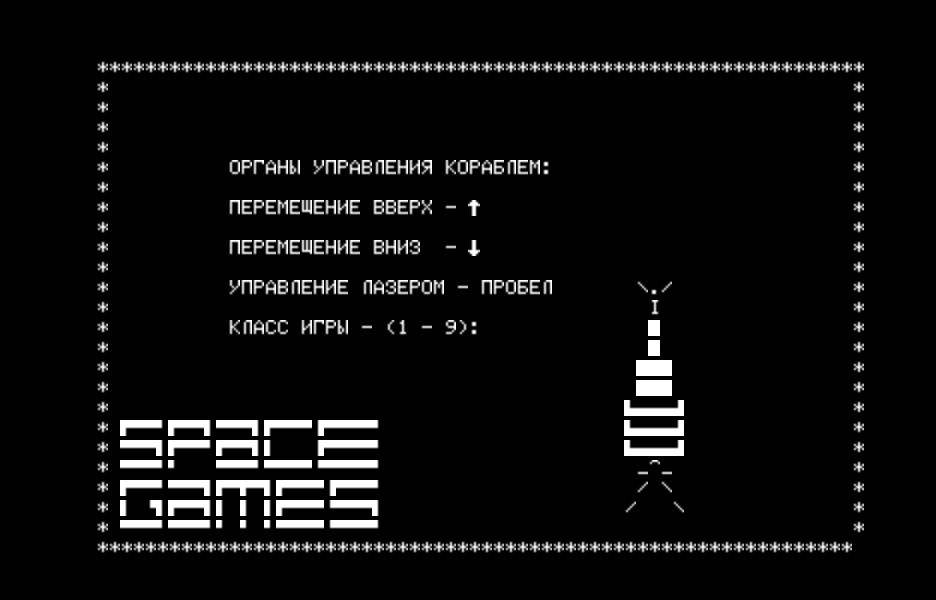 ОРГАНЫ УПРАВЛЕНИЯ КОРАБЛЕМ:
ПЕРЕМЕЩЕНИЕ ВВЕРХ - ↑
ПЕРЕМЕЩЕНИЕ ВНИЗ - ↓
УПРАВЛЕНИЕ ЛАЗЕРОМ - ПРОБЕЛ
КЛАСС ИГРЫ - (1 - 9):
SPACE
GAMES